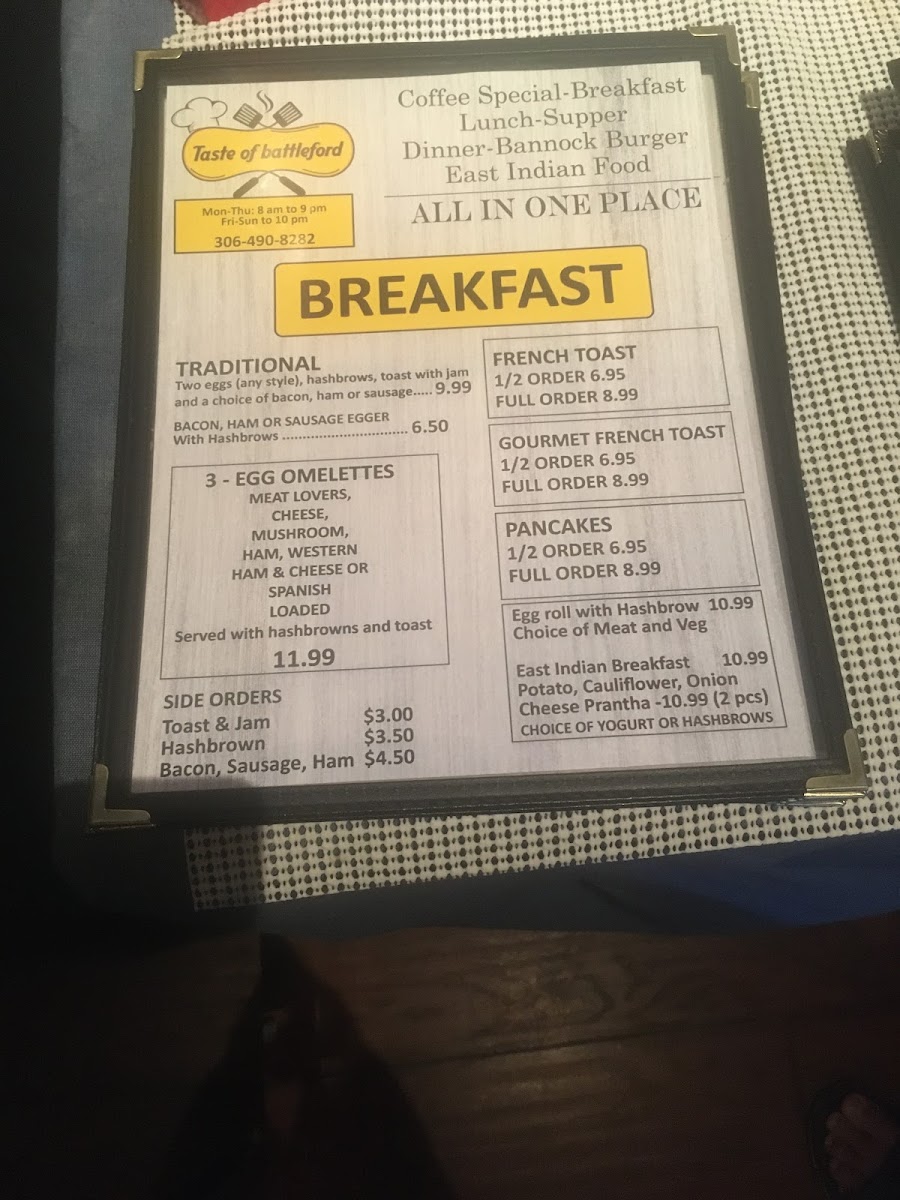 Taste of battleford
Mon-Thu: 8 am to 9 pm
Fri-Sun to 10 pm
306-490-8282
Coffee Special-Breakfast
Lunch-Supper
Dinner-Bannock Burger
East Indian Food
ALL IN ONE PLACE
BREAKFAST
TRADITIONAL
Two eggs (any style), hashbrows, toast with jam
and a choice of bacon, ham or sausage..... 9.99
BACON, HAM OR SAUSAGE EGGER
With Hashbrows ............................... 6.50
3 - EGG OMELETTES
MEAT LOVERS,
CHEESE,
MUSHROOM,
HAM, WESTERN
HAM & CHEESE OR
SPANISH
LOADED
Served with hashbrowns and toast
11.99
SIDE ORDERS
Toast & Jam $3.00
Hashbrown $3.50
Bacon, Sausage, Ham $4.50
FRENCH TOAST
1/2 ORDER 6.95
FULL ORDER 8.99
GOURMET FRENCH TOAST
1/2 ORDER 6.95
FULL ORDER 8.99
PANCAKES
1/2 ORDER 6.95
FULL ORDER 8.99
Egg roll with Hashbrow 10.99
Choice of Meat and Veg
East Indian Breakfast 10.99
Potato, Cauliflower, Onion
Cheese Prantha -10.99 (2 pcs)
CHOICE OF YOGURT OR HASHBROWS